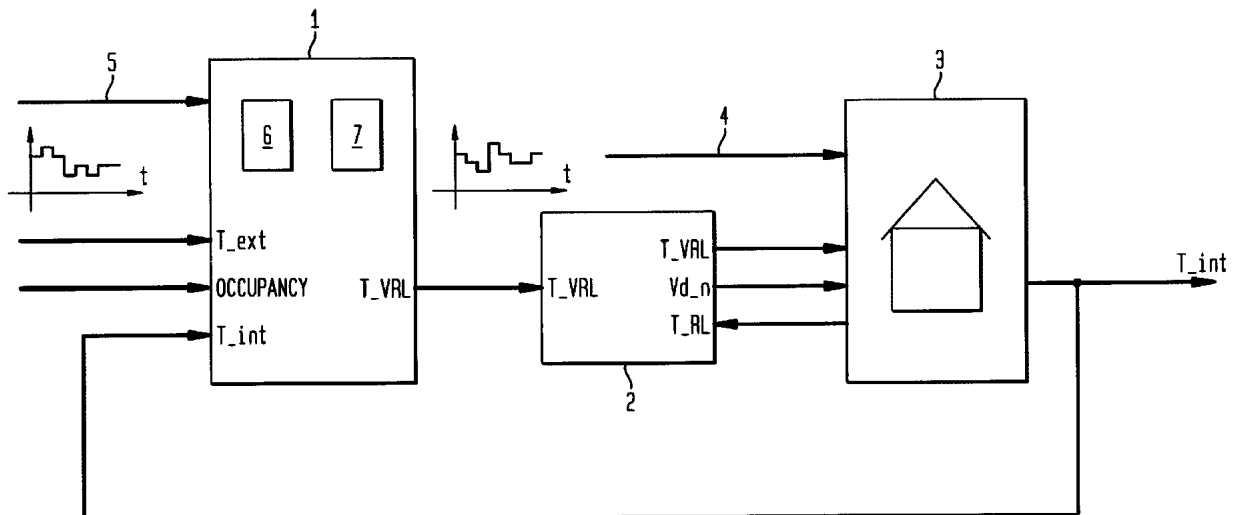 1
5
3
6
7
4
t
t
T_ext
T_VRL
Vd_n
T_int
OCCUPANCY
T_VRL
T_VRL
T_RL
T_int
2